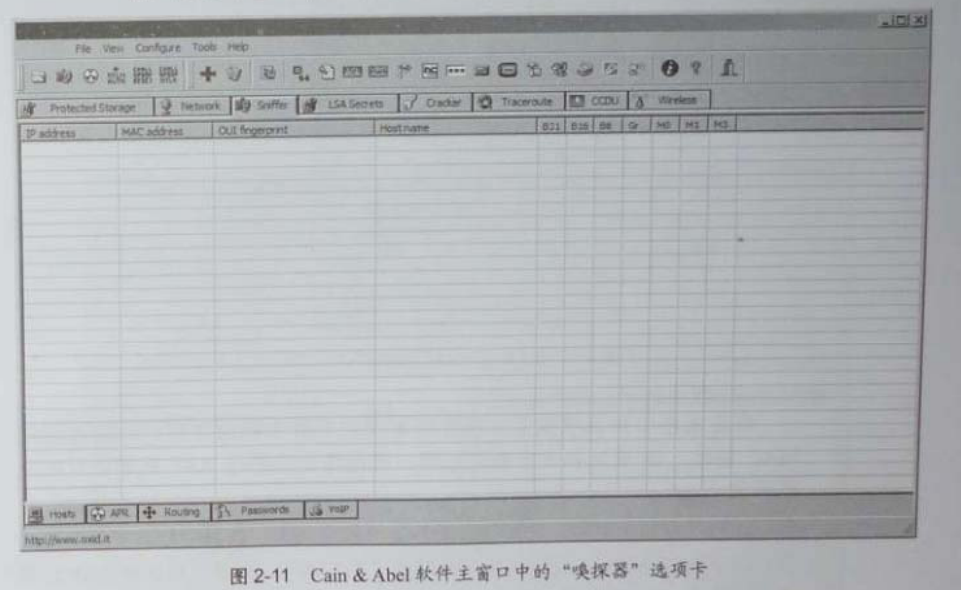 File View Configure Tools Help
Protected Storage Network Sniffer LSA Secrets Cracker Traceroute CCDU Wireless
IP address MAC address OUI fingerprint Host name B31 B16 B8 Gr M0 M1 M3
Hosts APR Routing Passwords VoIP
http://www.oxid.it
图 2-11 Cain & Abel 软件主窗口中的“嗅探器”选项卡